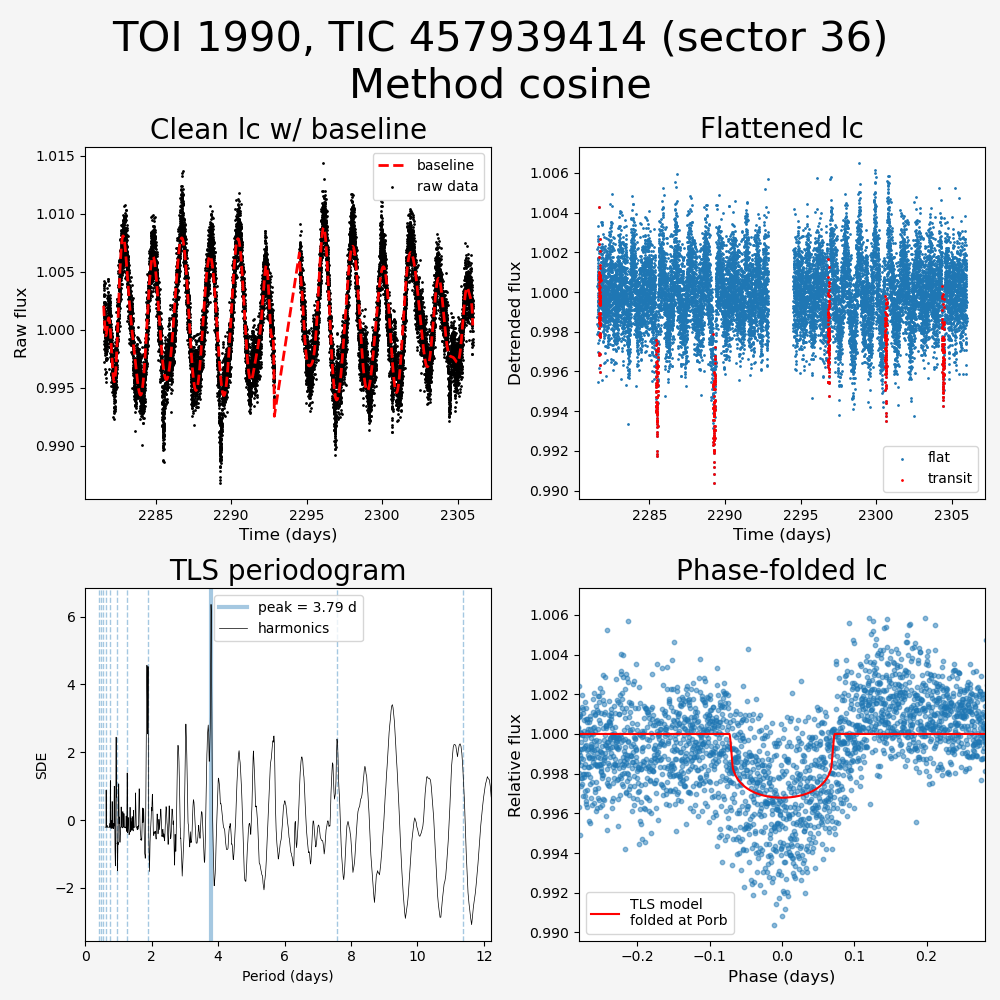 TOI 1990, TIC 457939414 (sector 36)
Method cosine
Clean lc w/ baseline
1.015
1.010
1.005
1.000
0.995
0.990
Raw flux
baseline
raw data
2285
2290
2295
2300
2305
Time (days)
Flattened lc
1.006
1.004
1.002
1.000
0.998
0.996
0.994
0.992
0.990
Detrended flux
flat
transit
2285
2290
2295
2300
2305
Time (days)
TLS periodogram
6
4
2
0
−2
SDE
peak = 3.79 d
harmonics
0
2
4
6
8
10
12
Period (days)
Phase-folded lc
1.006
1.004
1.002
1.000
0.998
0.996
0.994
0.992
0.990
Relative flux
TLS model
folded at Porb
−0.2
−0.1
0.0
0.1
0.2
Phase (days)